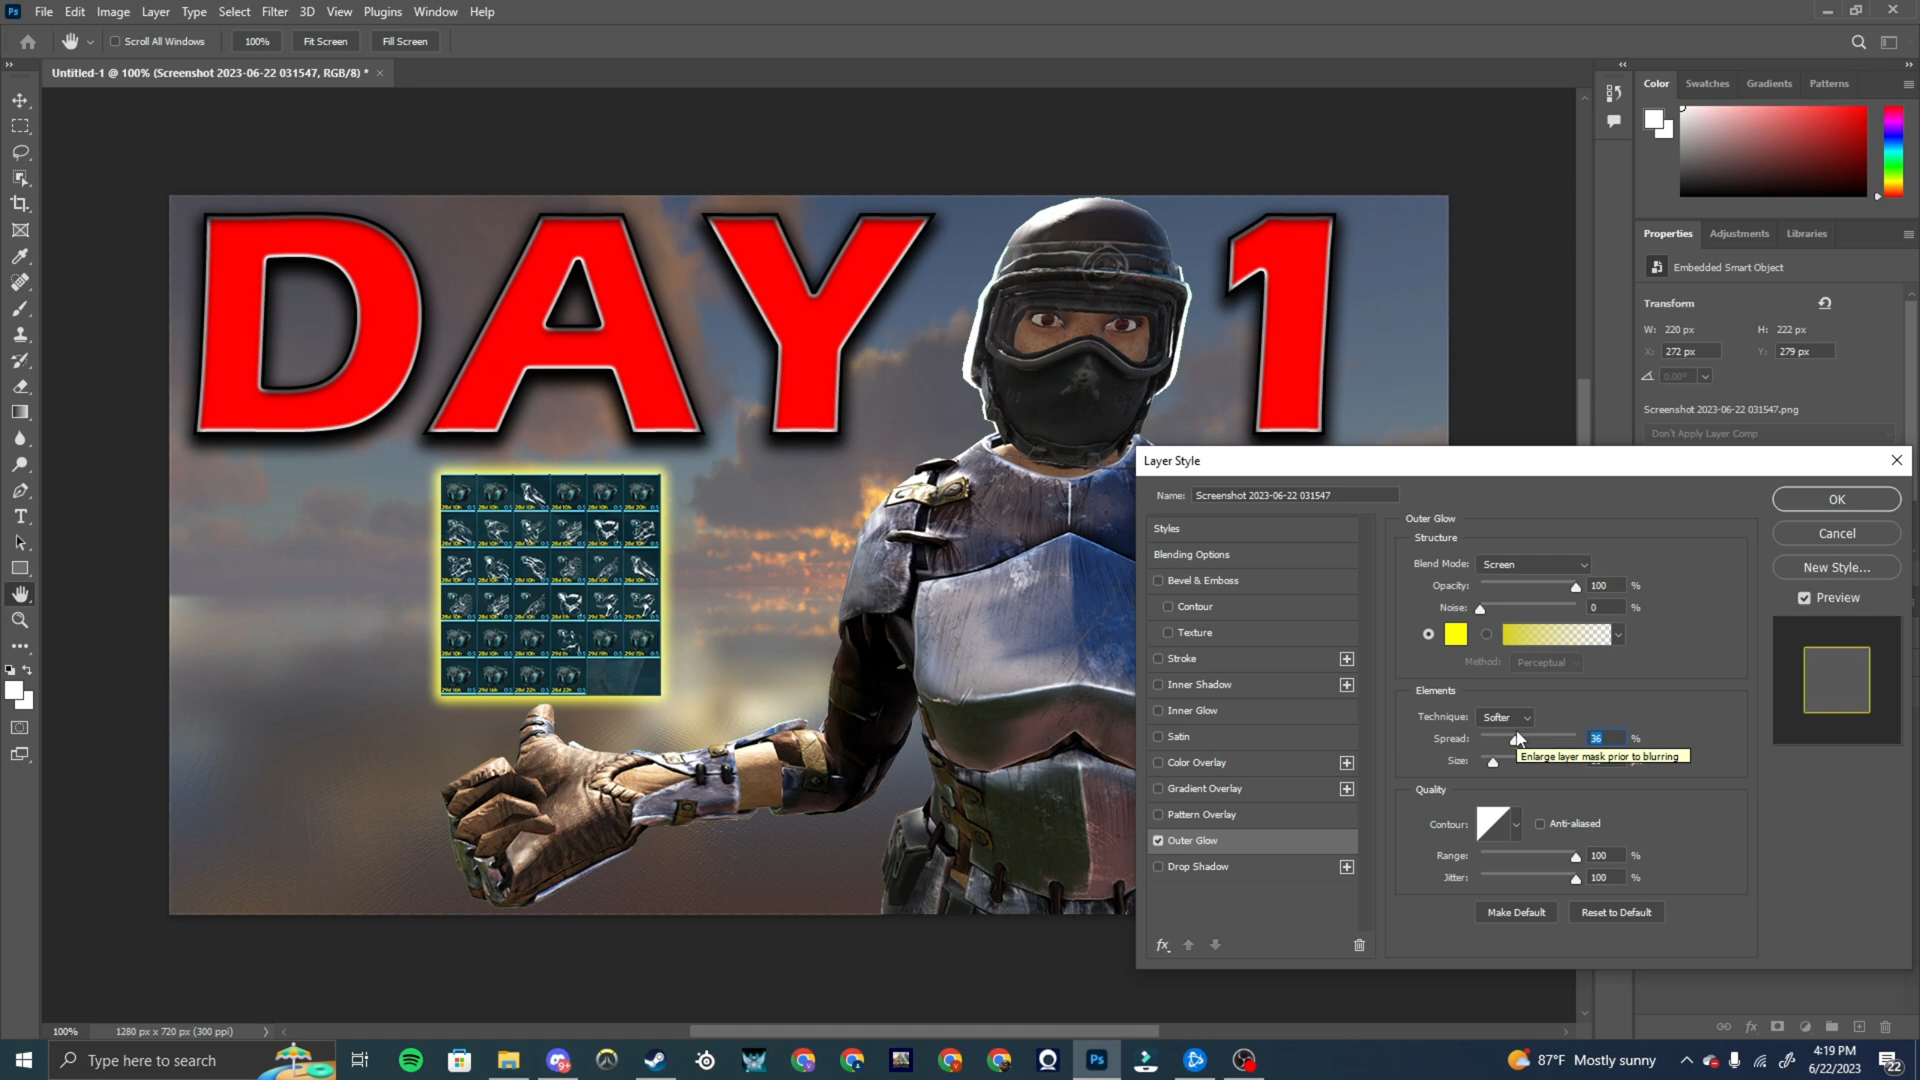 Ps File Edit Image Layer Type Select Filter 3D View Plugins Window Help
Scroll All Windows 100% Fit Screen Fill Screen
Untitled-1 @ 100% (Screenshot 2023-06-22 031547, RGB/8) * ×
Color Swatches Gradients Patterns
DAY 1
Properties Adjustments Libraries
Embedded Smart Object
Transform
W: 220 px H: 222 px
X: 272 px Y: 279 px
0.00°
Screenshot 2023-06-22 031547.png
Don't Apply Layer Comp
Layer Style
Name: Screenshot 2023-06-22 031547
Styles
Blending Options
Bevel & Emboss
Contour
Texture
Stroke
Inner Shadow
Inner Glow
Satin
Color Overlay
Gradient Overlay
Pattern Overlay
Outer Glow
Drop Shadow
fx
Outer Glow
Structure
Blend Mode: Screen
Opacity: 100 %
Noise: 0 %
Method: Perceptual
Elements
Technique: Softer
Spread: 36 %
Enlarge layer mask prior to blurring
Size:
Quality
Contour: Anti-aliased
Range: 100 %
Jitter: 100 %
Make Default Reset to Default
OK
Cancel
New Style...
Preview
100% 1280 px x 720 px (300 ppi)
fx
Type here to search
9+
Ps
87°F Mostly sunny
4:19 PM
6/22/2023
22